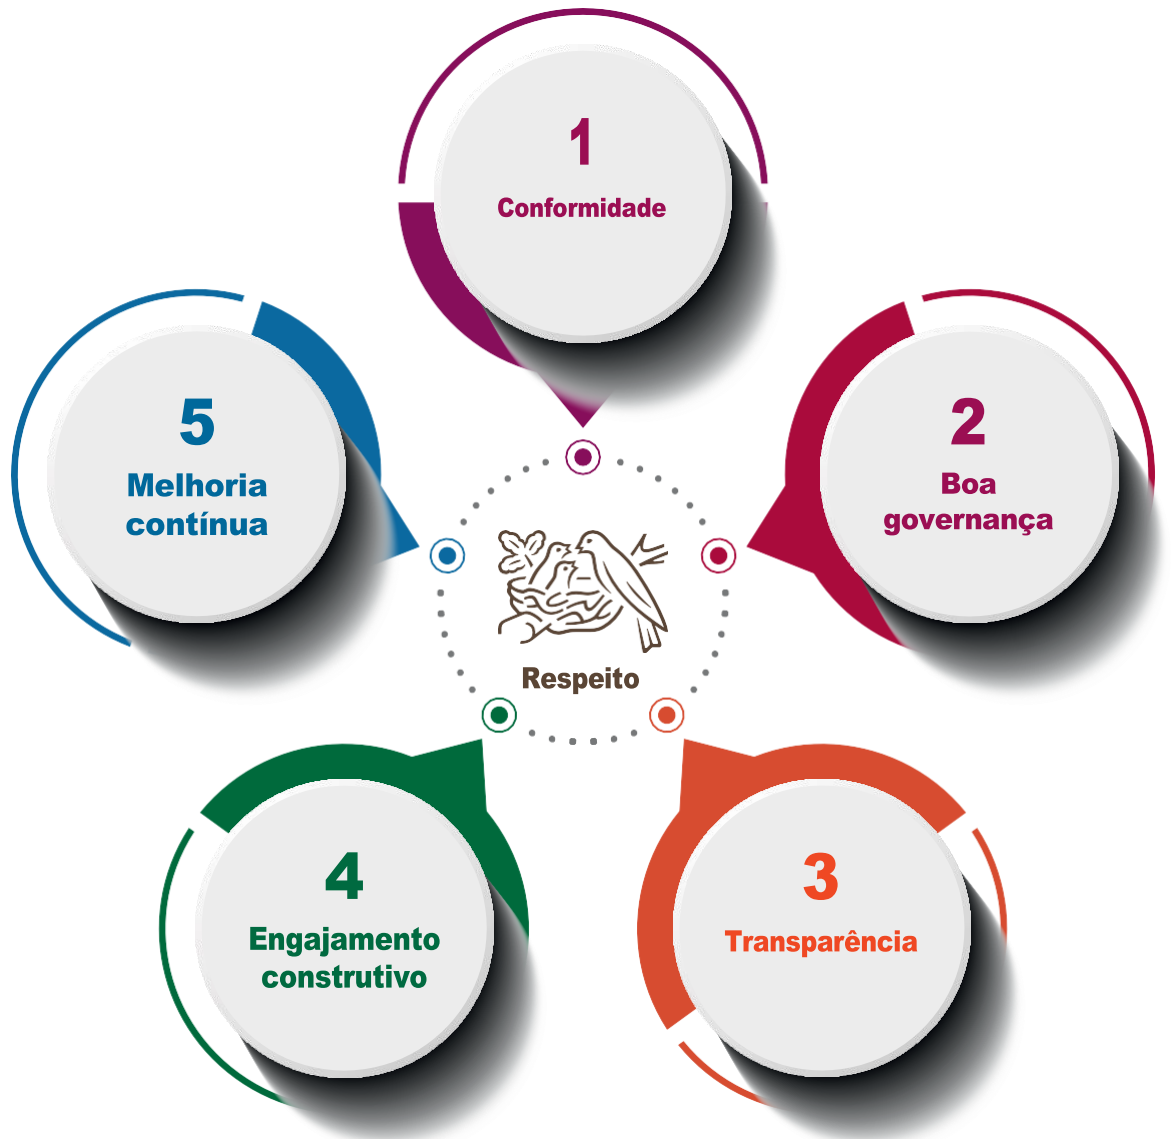 1
Conformidade
2
Boa
governança
3
Transparência
4
Engajamento
construtivo
5
Melhoria
contínua
Respeito